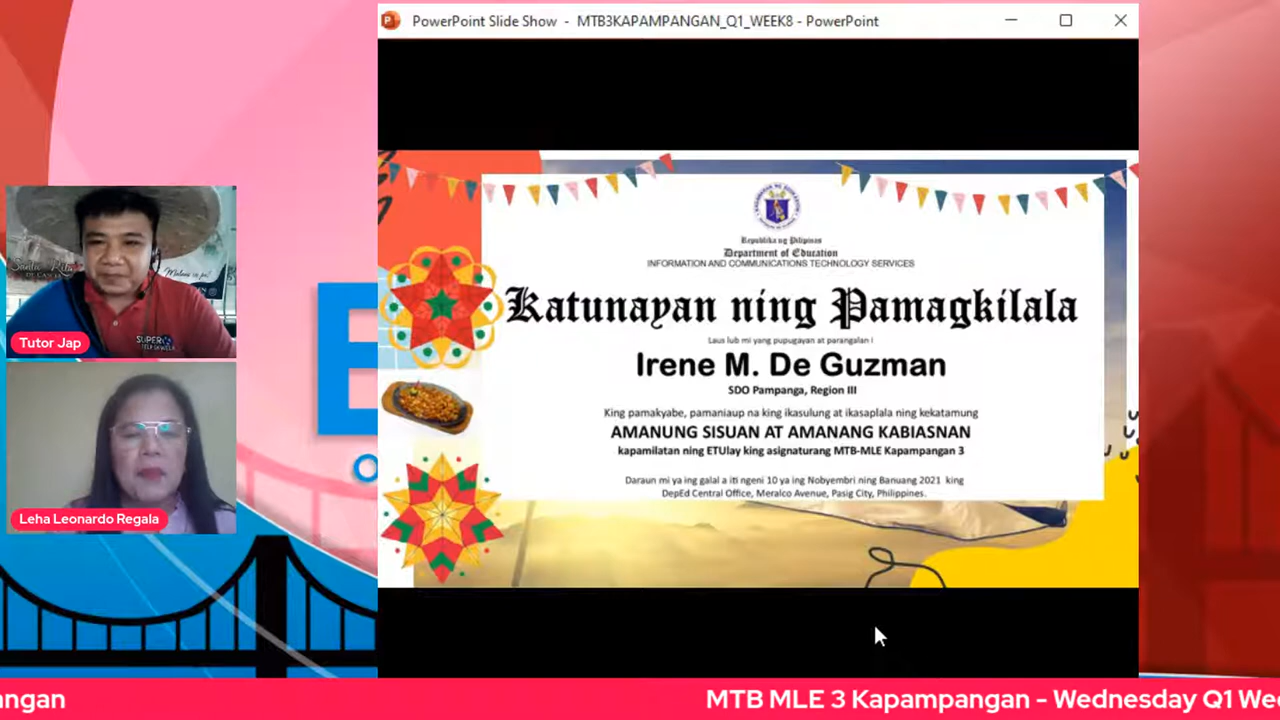 PowerPoint Slide Show - MTB3KAPAMPANGAN_Q1_WEEK8 - PowerPoint
Republika ng Pilipinas
Department of Education
INFORMATION AND COMMUNICATIONS TECHNOLOGY SERVICES
Katunayan ning Pamagkilala
Laus lub mi yang pupugayan at parangalan i
Irene M. De Guzman
SDO Pampanga, Region III
King pamakyabe, pamaniaup na king ikasulung at ikasaplala ning kekatamung
AMANUNG SISUAN AT AMANANG KABIASNAN
kapamilatan ning ETUlay king asignaturang MTB-MLE Kapampangan 3
Daraun mi ya ing galal a iti ngeni 10 ya ing Nobyembri ning Banuang 2021 king
DepEd Central Office, Meralco Avenue, Pasig City, Philippines.
Tutor Jap
SUPER
Leha Leonardo Regala
E
angan
MTB MLE 3 Kapampangan - Wednesday Q1 Wee